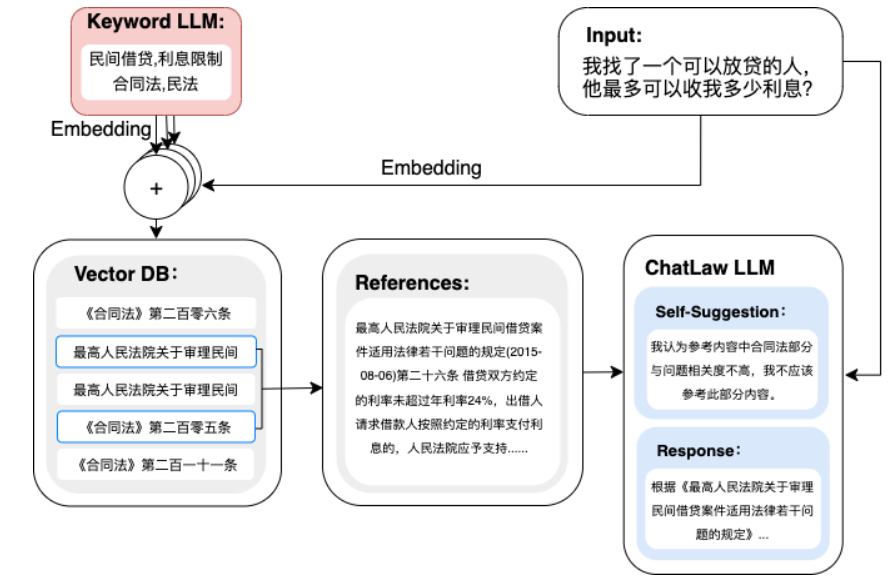 Keyword LLM:
民间借贷,利息限制
合同法,民法
Input:
我找了一个可以放贷的人，
他最多可以收我多少利息?
Embedding
Embedding
+
Vector DB：
《合同法》第二百零六条
最高人民法院关于审理民间
最高人民法院关于审理民间
《合同法》第二百零五条
《合同法》第二百一十一条
References:
最高人民法院关于审理民间借贷案
件适用法律若干问题的规定(2015-
08-06)第二十六条 借贷双方约定
的利率未超过年利率24%，出借人
请求借款人按照约定的利率支付利
息的，人民法院应予支持......
ChatLaw LLM
Self-Suggestion：
我认为参考内容中合同法部分
与问题相关度不高，我不应该
参考此部分内容。
Response：
根据《最高人民法院关于审理
民间借贷案件适用法律若干问
题的规定》...